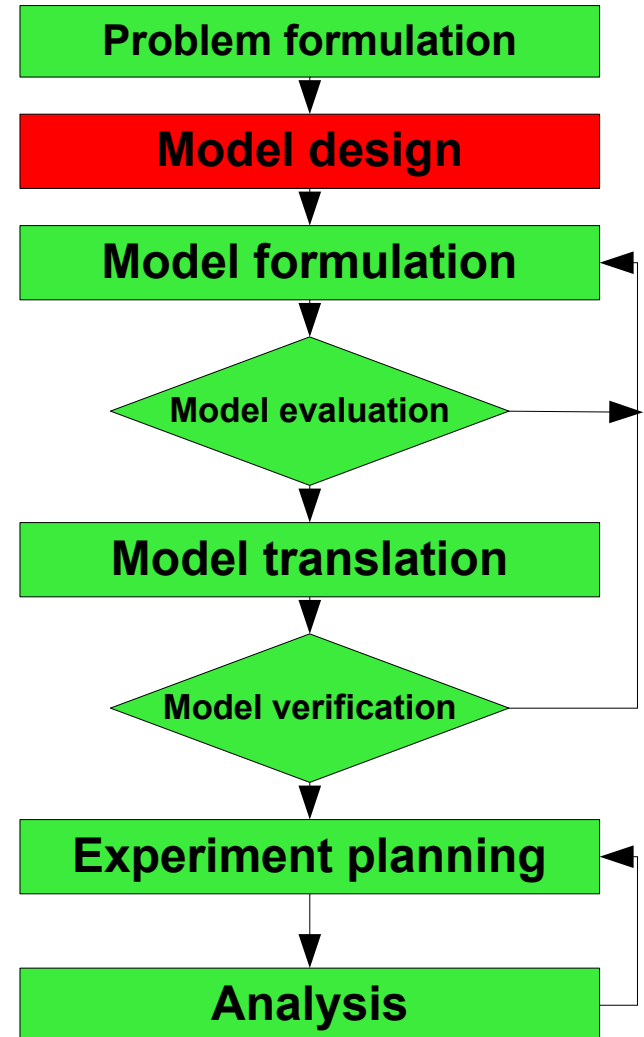 Problem formulation
Model design
Model formulation
Model evaluation
Model translation
Model verification
Experiment planning
Analysis